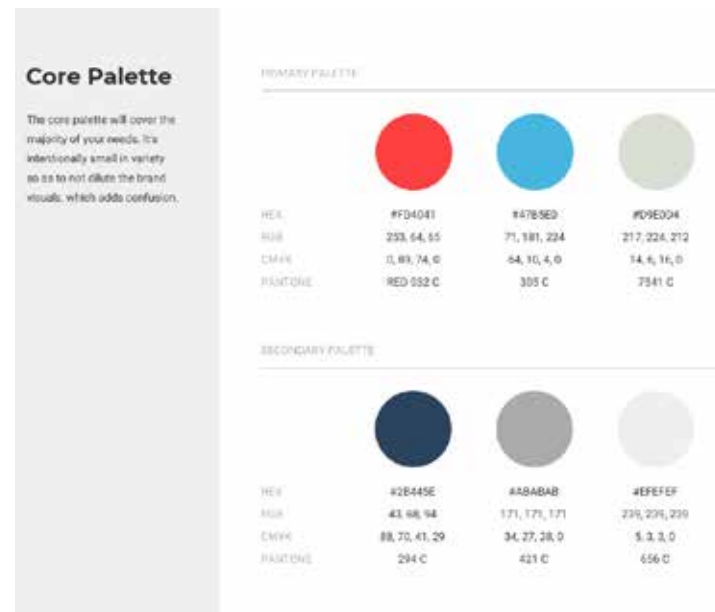 Core Palette
The core palette will cover the
majority of your needs. It's
intentionally small in variety
so as to not dilute the brand
visuals, which adds confusion.
PRIMARY PALETTE
HEX #FD4041 #47B5E0 #D9E0D4
RGB 253, 64, 65 71, 181, 224 217, 224, 212
CMYK 0, 89, 74, 0 64, 10, 4, 0 14, 6, 16, 0
PANTONE RED 032 C 305 C 7541 C
SECONDARY PALETTE
HEX #2B445E #ABABAB #EFEFEF
RGB 43, 68, 94 171, 171, 171 239, 239, 239
CMYK 88, 70, 41, 29 34, 27, 28, 0 5, 3, 3, 0
PANTONE 294 C 421 C 656 C